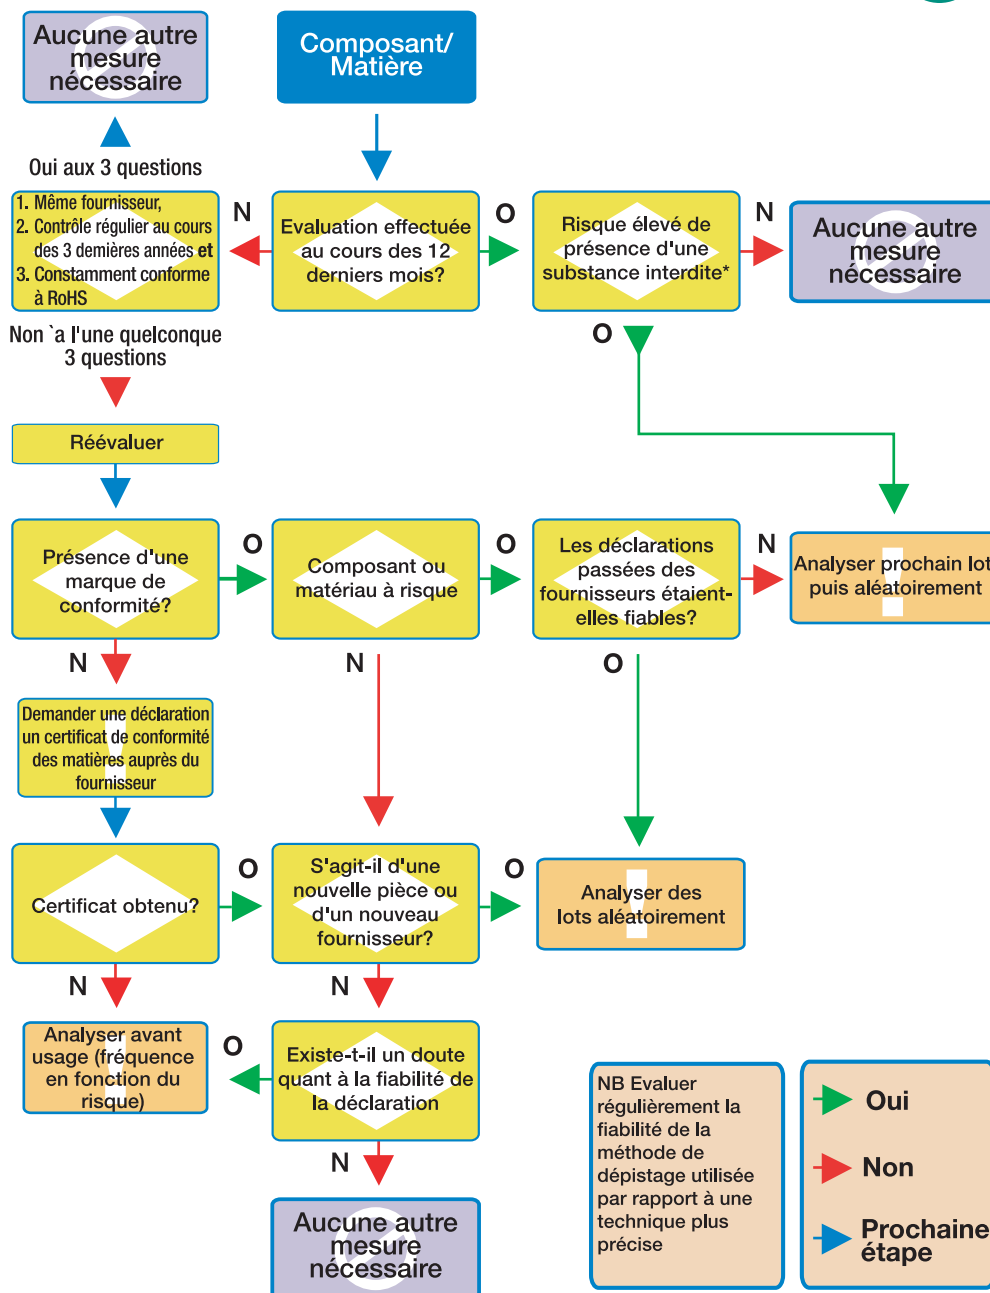 Aucune autre
mesure
nécessaire
Composant/
Matière
Oui aux 3 questions
1. Même fournisseur,
2. Contrôle régulier au cours
des 3 dernières années et
3. Constamment conforme
à RoHS
N
Evaluation effectuée
au cours des 12
derniers mois?
O
Risque élevé de
présence d'une
substance interdite*
N
Aucune autre
mesure
nécessaire
Non `a l'une quelconque
3 questions
O
Réévaluer
Présence d'une
marque de
conformité?
O
Composant ou
matériau à risque
O
Les déclarations
passées des
fournisseurs étaient-
elles fiables?
N
Analyser prochain lot
puis aléatoirement
N
N
O
Demander une déclaration
un certificat de conformité
des matières auprès du
fournisseur
Certificat obtenu?
O
S'agit-il d'une
nouvelle pièce ou
d'un nouveau
fournisseur?
O
Analyser des
lots aléatoirement
N
N
Analyser avant
usage (fréquence
en fonction du
risque)
O
Existe-t-il un doute
quant à la fiabilité de
la déclaration
N
Aucune autre
mesure
nécessaire
NB Evaluer
régulièrement la
fiabilité de la
méthode de
dépistage utilisée
par rapport à une
technique plus
précise
Oui
Non
Prochaine
étape